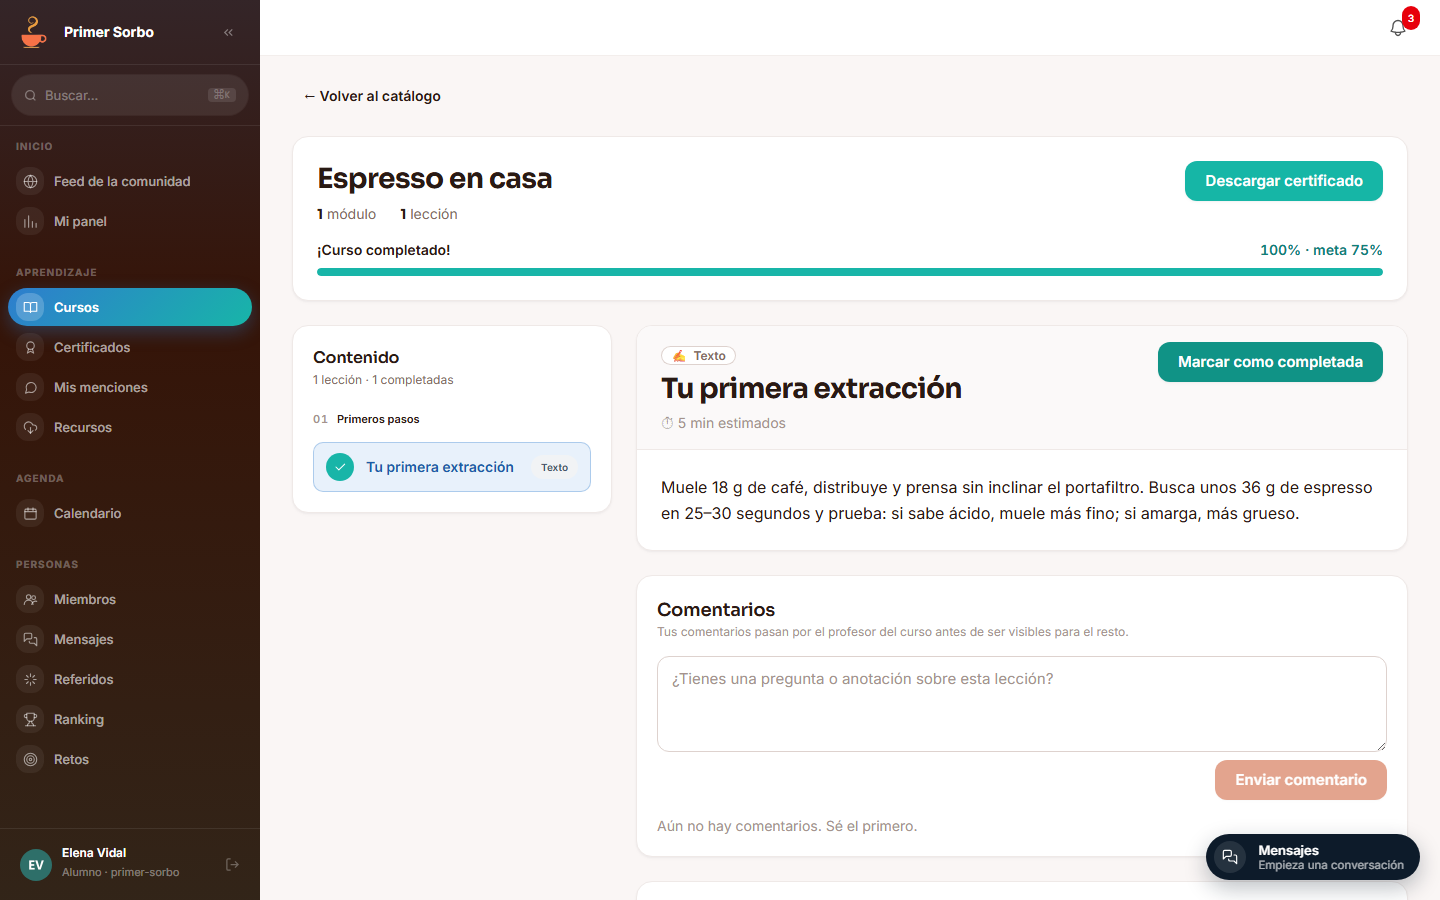 Primer Sorbo
«
Buscar...
⌘K
INICIO
Feed de la comunidad
Mi panel
APRENDIZAJE
Cursos
Certificados
Mis menciones
Recursos
AGENDA
Calendario
PERSONAS
Miembros
Mensajes
Referidos
Ranking
Retos
EV
Elena Vidal
Alumno · primer-sorbo
3
← Volver al catálogo
Espresso en casa
Descargar certificado
1 módulo 1 lección
¡Curso completado! 100% · meta 75%
Contenido
1 lección · 1 completadas
01 Primeros pasos
Tu primera extracción Texto
✍ Texto
Tu primera extracción
Marcar como completada
⏱ 5 min estimados
Muele 18 g de café, distribuye y prensa sin inclinar el portafiltro. Busca unos 36 g de espresso
en 25–30 segundos y prueba: si sabe ácido, muele más fino; si amarga, más grueso.
Comentarios
Tus comentarios pasan por el profesor del curso antes de ser visibles para el resto.
¿Tienes una pregunta o anotación sobre esta lección?
Enviar comentario
Aún no hay comentarios. Sé el primero.
Mensajes
Empieza una conversación